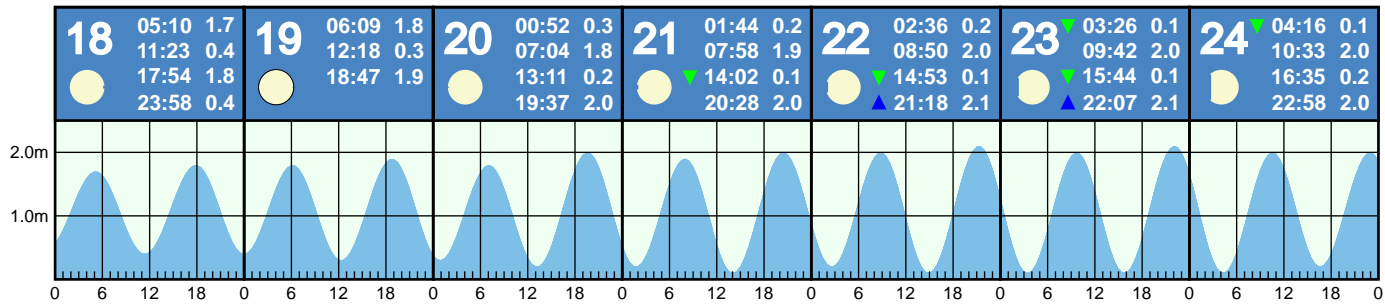 18 05:10 1.7
11:23 0.4
17:54 1.8
23:58 0.4
19 06:09 1.8
12:18 0.3
18:47 1.9
20 00:52 0.3
07:04 1.8
13:11 0.2
19:37 2.0
21 01:44 0.2
07:58 1.9
▼ 14:02 0.1
20:28 2.0
22 02:36 0.2
08:50 2.0
▼ 14:53 0.1
▲ 21:18 2.1
23 ▼ 03:26 0.1
09:42 2.0
▼ 15:44 0.1
▲ 22:07 2.1
24 ▼ 04:16 0.1
10:33 2.0
16:35 0.2
22:58 2.0
2.0m
1.0m
0 6 12 18 0 6 12 18 0 6 12 18 0 6 12 18 0 6 12 18 0 6 12 18 0 6 12 18 0